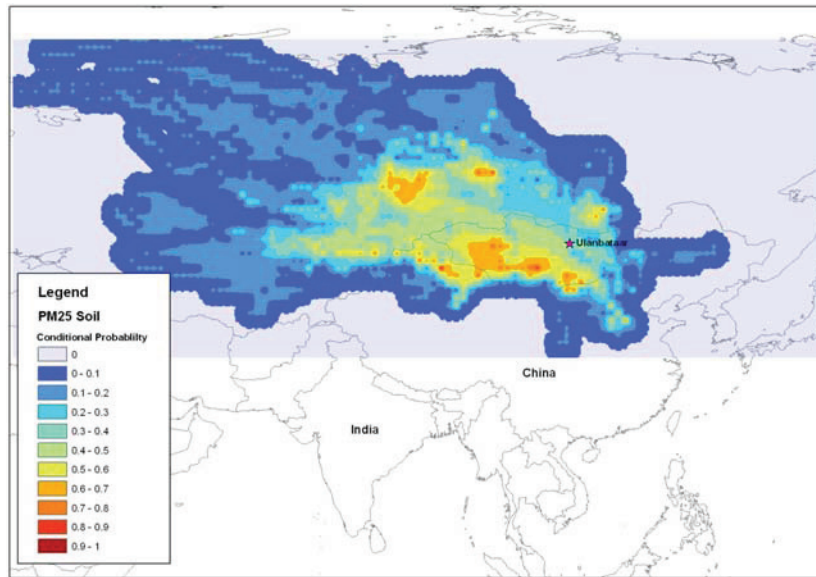 Ulanbataar
Legend
PM25 Soil
Conditional Probablilty
0
0 - 0.1
0.1 - 0.2
0.2 - 0.3
0.3 - 0.4
0.4 - 0.5
0.5 - 0.6
0.6 - 0.7
0.7 - 0.8
0.8 - 0.9
0.9 - 1
China
India